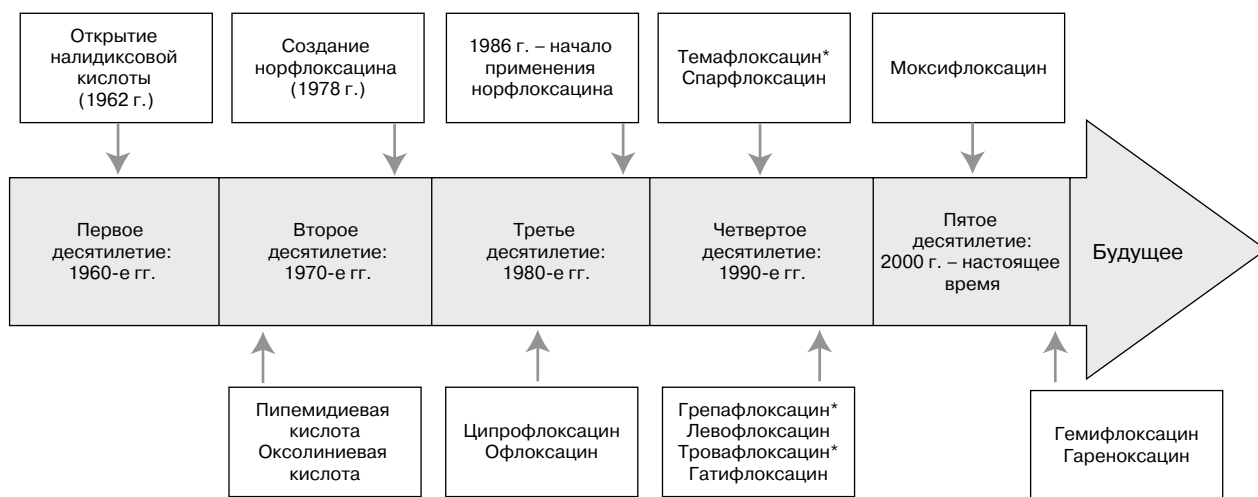 Открытие
налидиксовой
кислоты
(1962 г.)
Создание
норфлоксацина
(1978 г.)
1986 г. – начало
применения
норфлоксацина
Темафлоксацин*
Спарфлоксацин
Моксифлоксацин
Первое
десятилетие:
1960-е гг.
Второе
десятилетие:
1970-е гг.
Третье
десятилетие:
1980-е гг.
Четвертое
десятилетие:
1990-е гг.
Пятое
десятилетие:
2000 г. – настоящее
время
Будущее
Пипемидиевая
кислота
Оксолиниевая
кислота
Ципрофлоксацин
Офлоксацин
Грепафлоксацин*
Левофлоксацин
Тровафлоксацин*
Гатифлоксацин
Гемифлоксацин
Гареноксацин